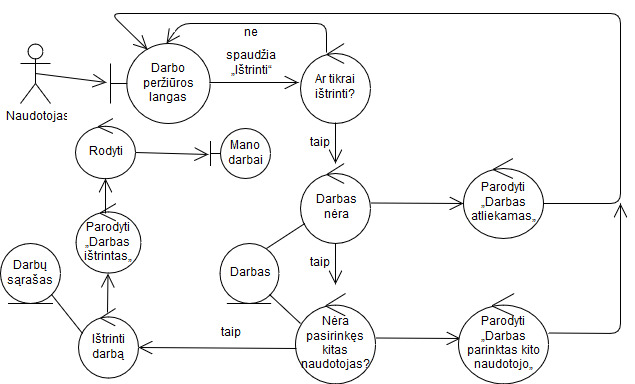 ne
spaudžia
„Ištrinti“
Darbo
peržiūros
langas
Ar tikrai
ištrinti?
Naudotojas
taip
Rodyti
Mano
darbai
Darbas
nėra
Parodyti
„Darbas
atliekamas„
Parodyti
„Darbas
ištrintas„
taip
Darbų
sąrašas
Darbas
Ištrinti
darbą
taip
Nėra
pasirinkęs
kitas
naudotojas?
Parodyti
„Darbas
parinktas kito
naudotojo„